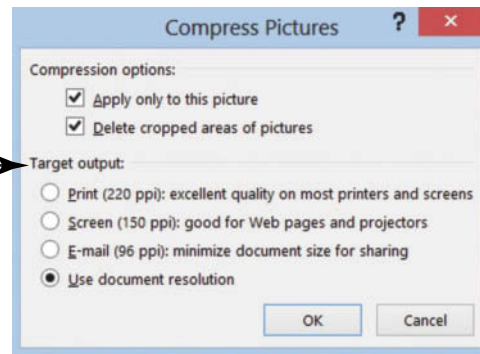 Compress Pictures ? ×
Compression options:
Apply only to this picture
Delete cropped areas of pictures
Target output:
Print (220 ppi): excellent quality on most printers and screens
Screen (150 ppi): good for Web pages and projectors
E-mail (96 ppi): minimize document size for sharing
Use document resolution
OK Cancel